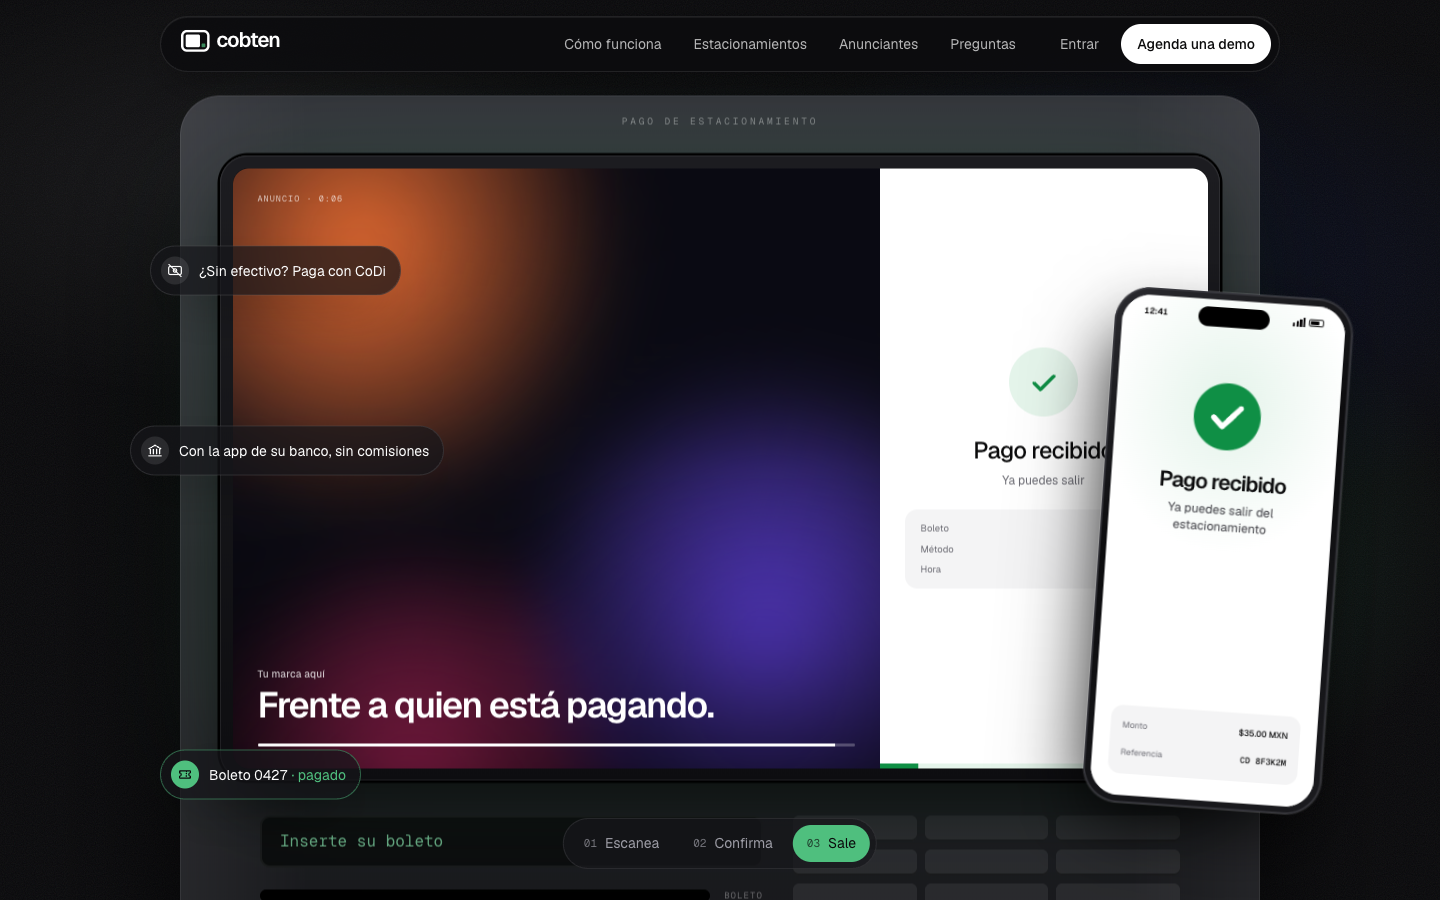 cobten
Cómo funciona
Estacionamientos
Anunciantes
Preguntas
Entrar
Agenda una demo
PAGO DE ESTACIONAMIENTO
ANUNCIO · 0:06
¿Sin efectivo? Paga con CoDi
Con la app de su banco, sin comisiones
Tu marca aquí
Frente a quien está pagando.
Boleto 0427 · pagado
Pago recibido
Ya puedes salir
Boleto
Método
Hora
12:41
Pago recibido
Ya puedes salir del
estacionamiento
Monto $35.00 MXN
Referencia CD 8F3K2M
Inserte su boleto
01 Escanea
02 Confirma
03 Sale
BOLETO